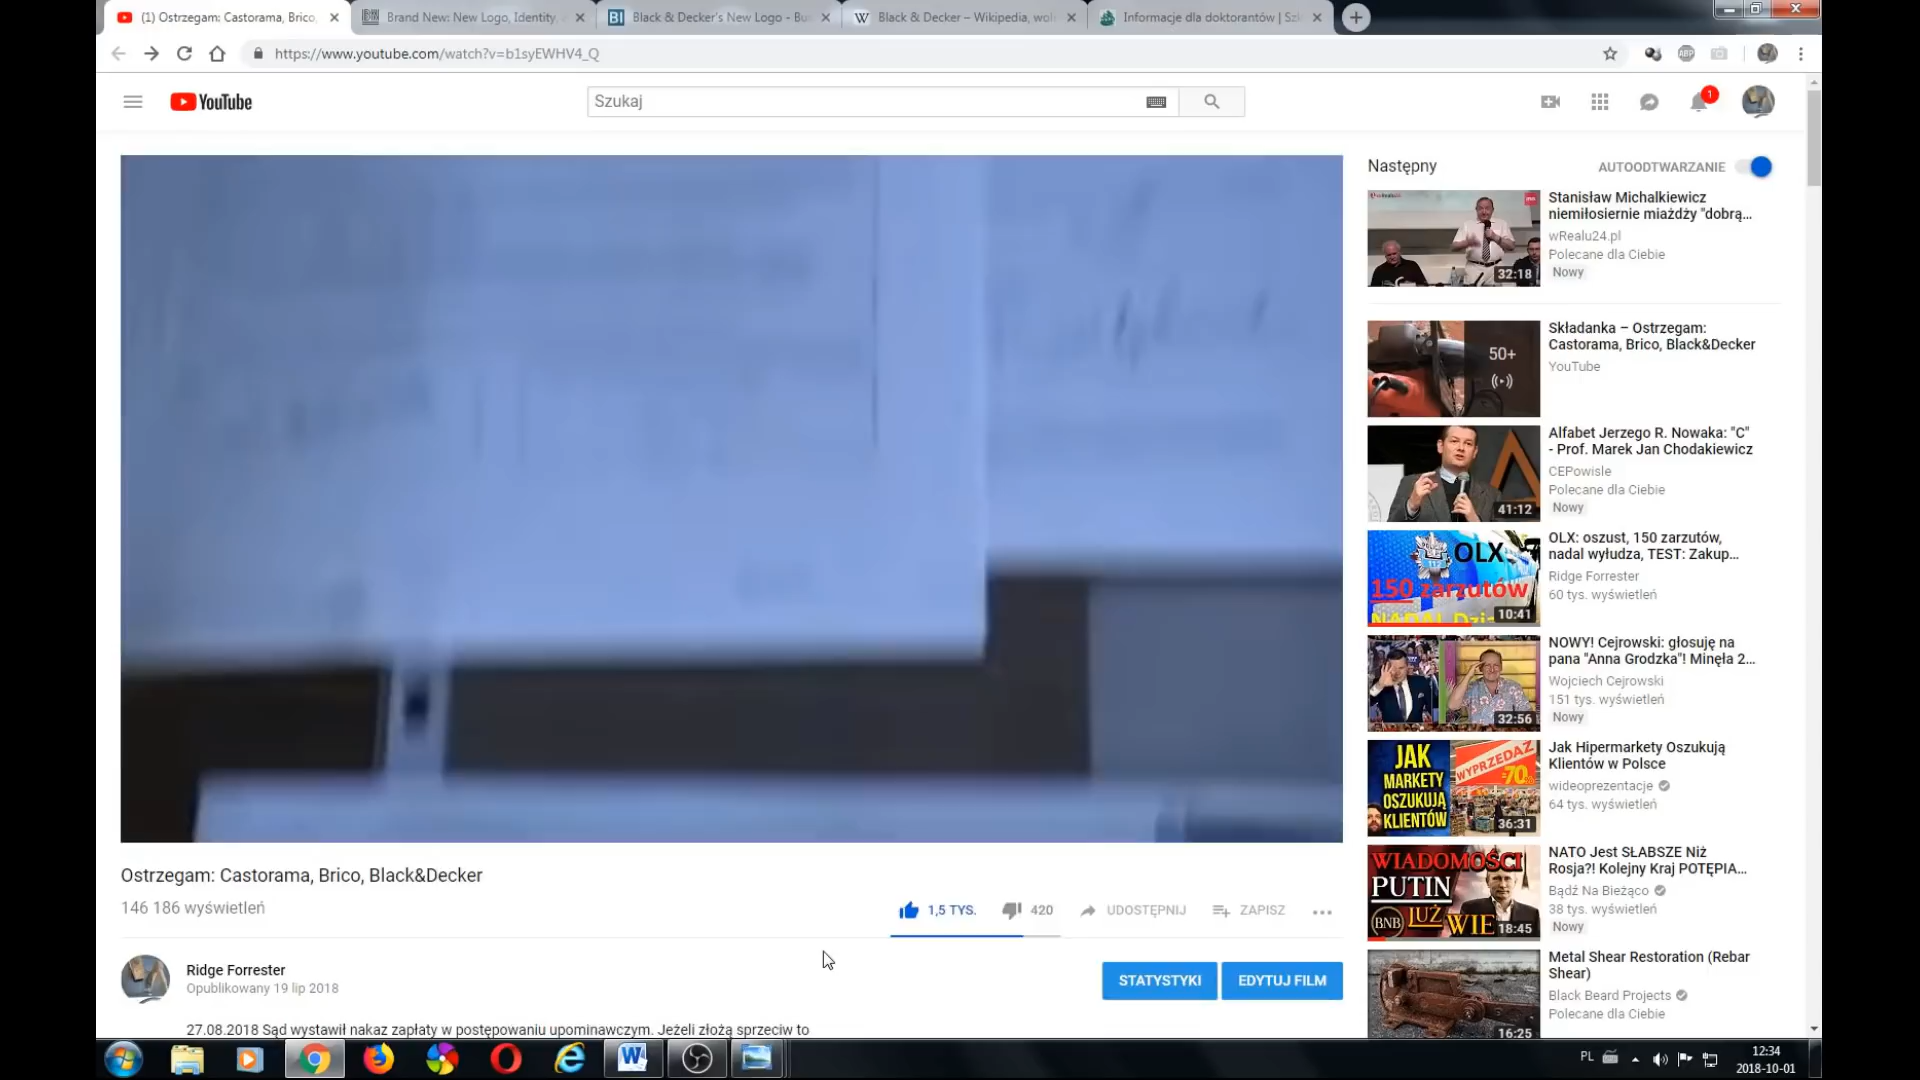 (1) Ostrzegam: Castorama, Brico,
Brand New: New Logo, Identity,
Black & Decker's New Logo - Bu
Black & Decker – Wikipedia, wol
Informacje dla doktorantów | Szk
https://www.youtube.com/watch?v=b1syEWHV4_Q
ABP
YouTube
Szukaj
1
Następny
AUTOODTWARZANIE
Stanisław Michalkiewicz
niemiłosiernie miażdży "dobrą...
wRealu24.pl
Polecane dla Ciebie
Nowy
32:18
Składanka – Ostrzegam:
Castorama, Brico, Black&Decker
YouTube
50+
Alfabet Jerzego R. Nowaka: "C"
- Prof. Marek Jan Chodakiewicz
CEPowisle
Polecane dla Ciebie
Nowy
41:12
OLX: oszust, 150 zarzutów,
nadal wyłudza, TEST: Zakup...
Ridge Forrester
60 tys. wyświetleń
OLX
150 zarzutów
10:41
NOWY! Cejrowski: głosuję na
pana "Anna Grodzka"! Minęła 2...
Wojciech Cejrowski
151 tys. wyświetleń
Nowy
32:56
Jak Hipermarkety Oszukują
Klientów w Polsce
wideoprezentacje
64 tys. wyświetleń
JAK
MARKETY
OSZUKUJĄ
KLIENTÓW
WYPRZEDAŻ
-70%
36:31
NATO Jest SŁABSZE Niż
Rosja?! Kolejny Kraj POTĘPIA...
Bądź Na Bieżąco
38 tys. wyświetleń
Nowy
WIADOMOŚCI
PUTIN
JUŻ WIE
BNB
18:45
Metal Shear Restoration (Rebar
Shear)
Black Beard Projects
Polecane dla Ciebie
16:25
Ostrzegam: Castorama, Brico, Black&Decker
146 186 wyświetleń
1,5 TYS.
420
UDOSTĘPNIJ
ZAPISZ
Ridge Forrester
Opublikowany 19 lip 2018
STATYSTYKI
EDYTUJ FILM
27.08.2018 Sąd wystawił nakaz zapłaty w postępowaniu upominawczym. Jeżeli złożą sprzeciw to
PL
12:34
2018-10-01